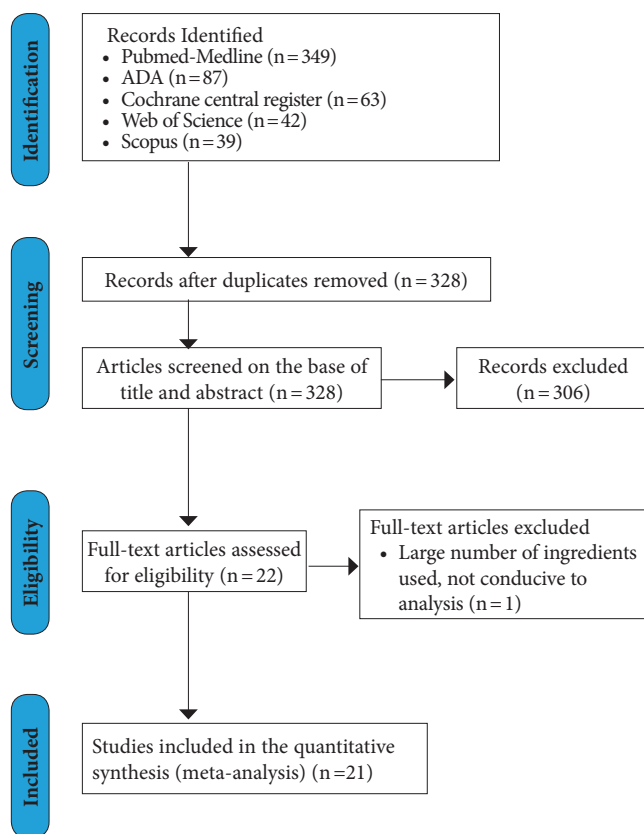 Identification
Records Identified
• Pubmed-Medline (n = 349)
• ADA (n = 87)
• Cochrane central register (n = 63)
• Web of Science (n = 42)
• Scopus (n = 39)
Screening
Records after duplicates removed (n = 328)
Articles screened on the base of
title and abstract (n = 328)
Records excluded
(n = 306)
Eligibility
Full-text articles assessed
for eligibility (n = 22)
Full-text articles excluded
• Large number of ingredients
used, not conducive to
analysis (n = 1)
Included
Studies included in the quantitative
synthesis (meta-analysis) (n =21)